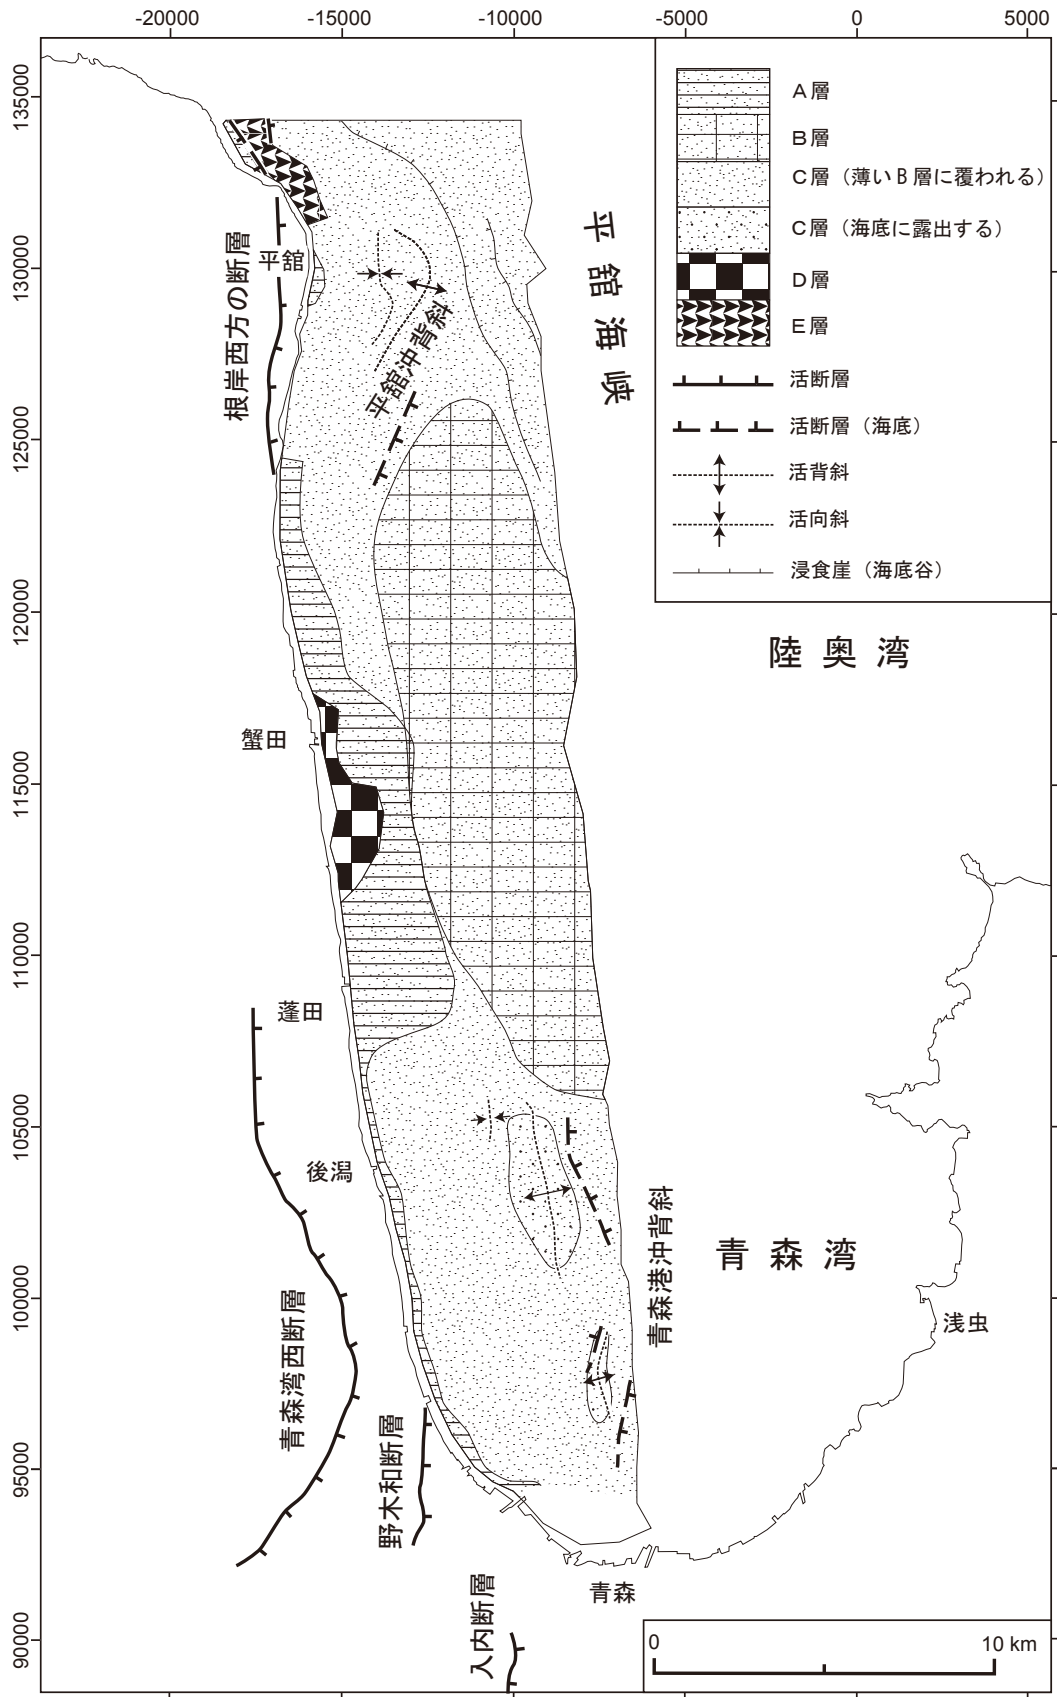 -20000
-15000
-10000
-5000
0
5000
135000
130000
125000
120000
115000
110000
105000
100000
95000
90000
A層
B層
C層（薄いB層に覆われる）
C層（海底に露出する）
D層
E層
活断層
活断層（海底）
活背斜
活向斜
浸食崖（海底谷）
平舘海峡
平舘
根岸西方の断層
平舘沖背斜
陸奥湾
蟹田
蓬田
後潟
青森港沖背斜
青森湾
浅虫
青森湾西断層
野木和断層
入内断層
青森
0
10 km